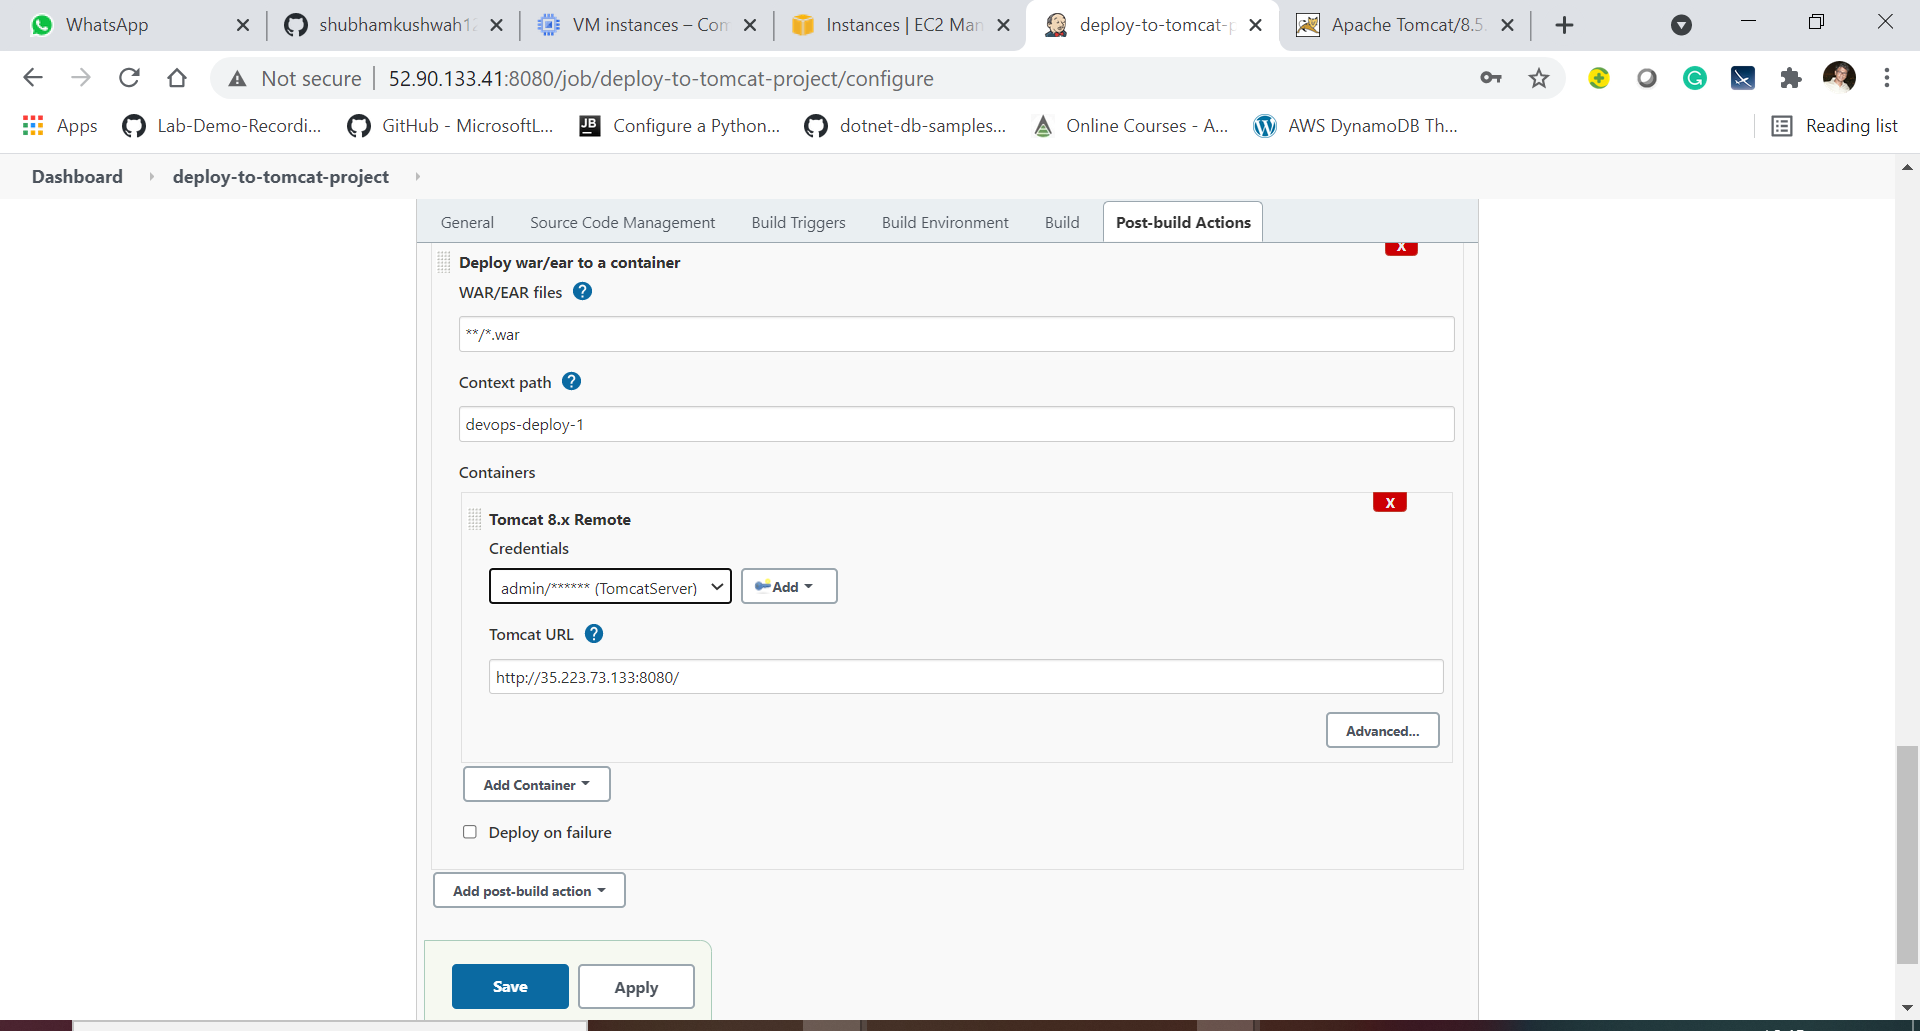 WhatsApp
shubhamkushwah12
VM instances – Com
Instances | EC2 Man
deploy-to-tomcat-p
Apache Tomcat/8.5.
Not secure
52.90.133.41:8080/job/deploy-to-tomcat-project/configure
Apps
Lab-Demo-Recordi...
GitHub - MicrosoftL...
JB
Configure a Python...
dotnet-db-samples...
Online Courses - A...
AWS DynamoDB Th...
Reading list
Dashboard
deploy-to-tomcat-project
General
Source Code Management
Build Triggers
Build Environment
Build
Post-build Actions
X
Deploy war/ear to a container
WAR/EAR files ?
**/*.war
Context path ?
devops-deploy-1
Containers
X
Tomcat 8.x Remote
Credentials
admin/****** (TomcatServer)
Add
Tomcat URL ?
http://35.223.73.133:8080/
Advanced...
Add Container
Deploy on failure
Add post-build action
Save
Apply